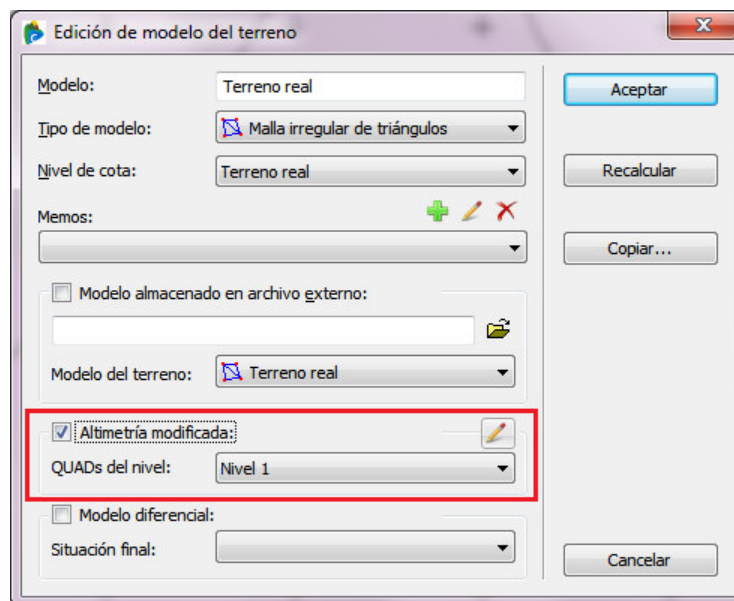 Edición de modelo del terreno
Modelo: Terreno real
Aceptar
Tipo de modelo: Malla irregular de triángulos
Nivel de cota: Terreno real
Recalcular
Memos:
Copiar...
Modelo almacenado en archivo externo:
Modelo del terreno: Terreno real
Altimetría modificada:
QUADs del nivel: Nivel 1
Modelo diferencial:
Situación final:
Cancelar